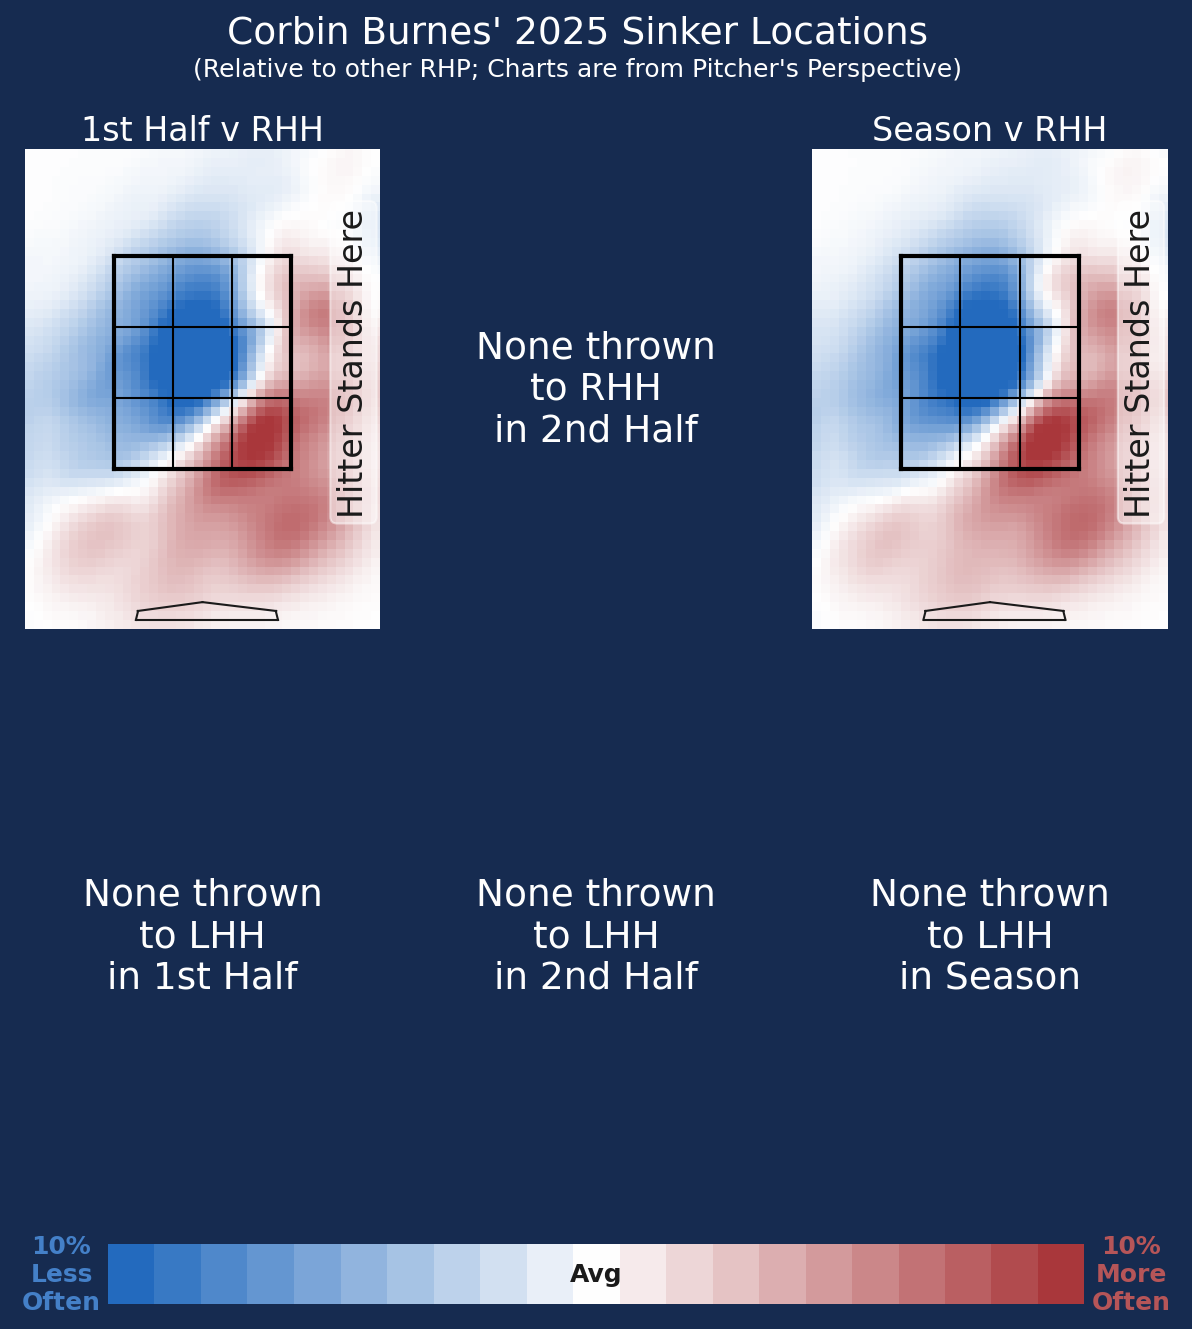 Corbin Burnes' 2025 Sinker Locations
(Relative to other RHP; Charts are from Pitcher's Perspective)
1st Half v RHH
Season v RHH
Hitter Stands Here
None thrown
to RHH
in 2nd Half
Hitter Stands Here
None thrown
to LHH
in 1st Half
None thrown
to LHH
in 2nd Half
None thrown
to LHH
in Season
10%
Less
Often
Avg
10%
More
Often